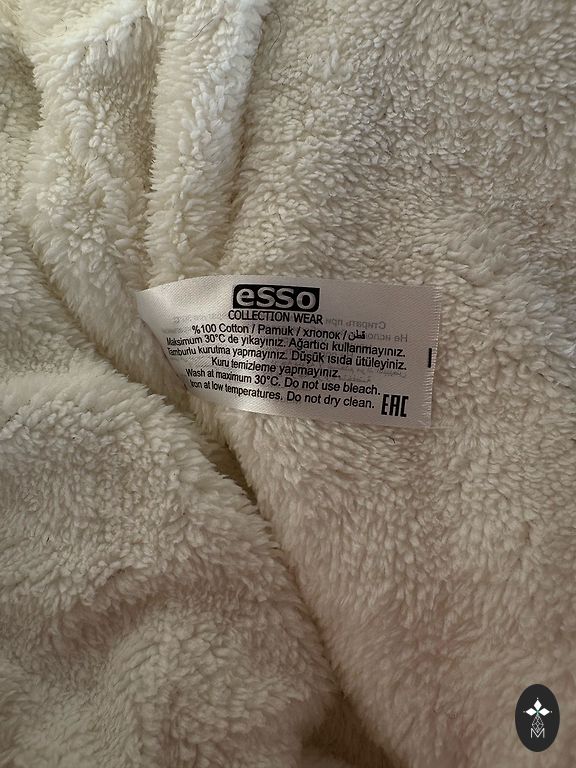 esso
COLLECTION WEAR
%100 Cotton / Pamuk / хлопок / قطن
Maksimum 30°C de yıkayınız. Ağartıcı kullanmayınız.
Tamburlu kurutma yapmayınız. Düşük ısıda ütüleyiniz.
Kuru temizleme yapmayınız.
Wash at maximum 30°C. Do not use bleach.
Iron at low temperatures. Do not dry clean.
EAC
M